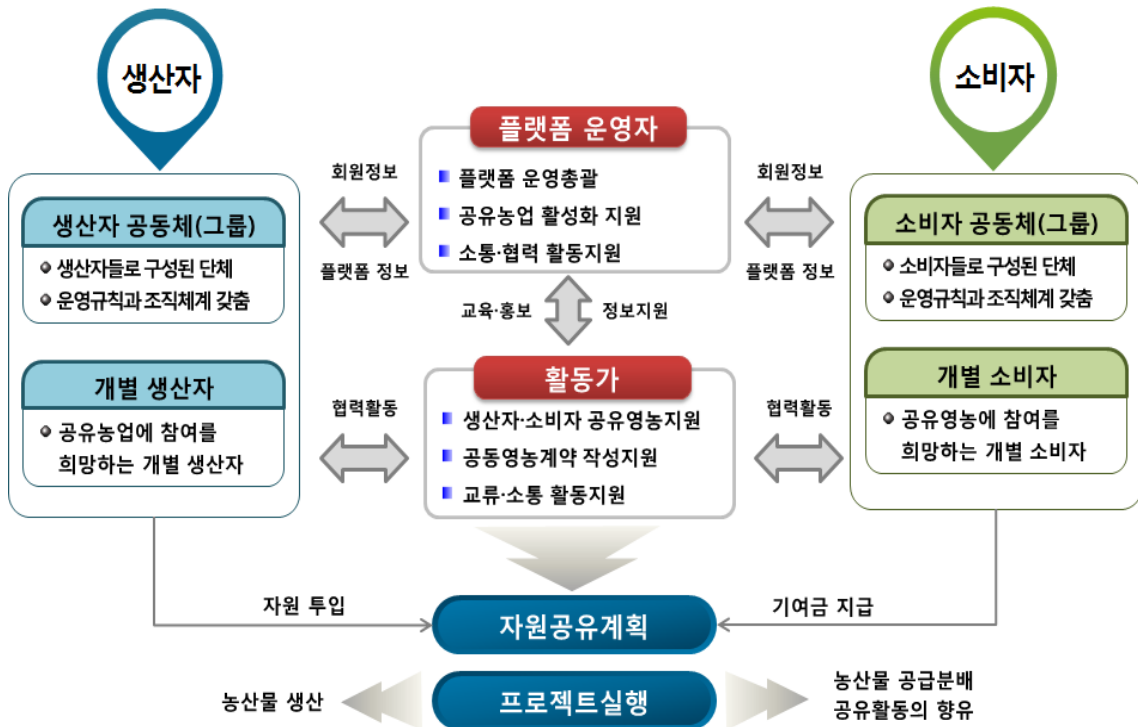 생산자
소비자
플랫폼 운영자
플랫폼 운영총괄
공유농업 활성화 지원
소통·협력 활동지원
회원정보
플랫폼 정보
회원정보
플랫폼 정보
생산자 공동체(그룹)
생산자들로 구성된 단체
운영규칙과 조직체계 갖춤
소비자 공동체(그룹)
소비자들로 구성된 단체
운영규칙과 조직체계 갖춤
교육·홍보
정보지원
개별 생산자
공유농업에 참여를
희망하는 개별 생산자
협력활동
활동가
생산자·소비자 공유영농지원
공동영농계약 작성지원
교류·소통 활동지원
협력활동
개별 소비자
공유영농에 참여를
희망하는 개별 소비자
자원 투입
자원공유계획
기여금 지급
농산물 생산
프로젝트실행
농산물 공급분배
공유활동의 향유